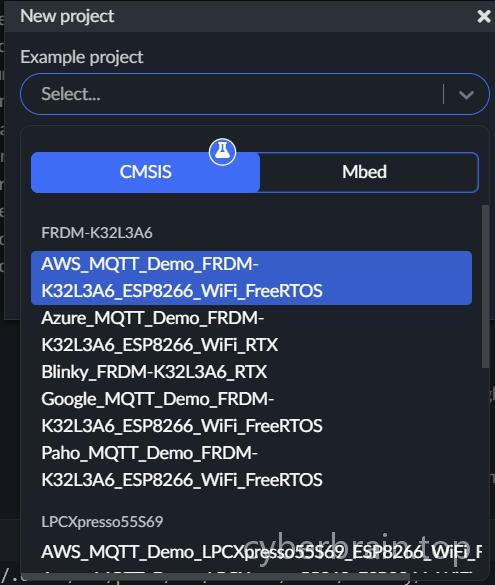 New project
Example project
Select...
CMSIS
Mbed
FRDM-K32L3A6
AWS_MQTT_Demo_FRDM-
K32L3A6_ESP8266_WiFi_FreeRTOS
Azure_MQTT_Demo_FRDM-
K32L3A6_ESP8266_WiFi_RTX
Blinky_FRDM-K32L3A6_RTX
Google_MQTT_Demo_FRDM-
K32L3A6_ESP8266_WiFi_FreeRTOS
Paho_MQTT_Demo_FRDM-
K32L3A6_ESP8266_WiFi_FreeRTOS
LPCXpresso55S69
cyberbrain.top
AWS_MQTT_Demo_LPCXpresso55S69_ESP8266_WiFi_F